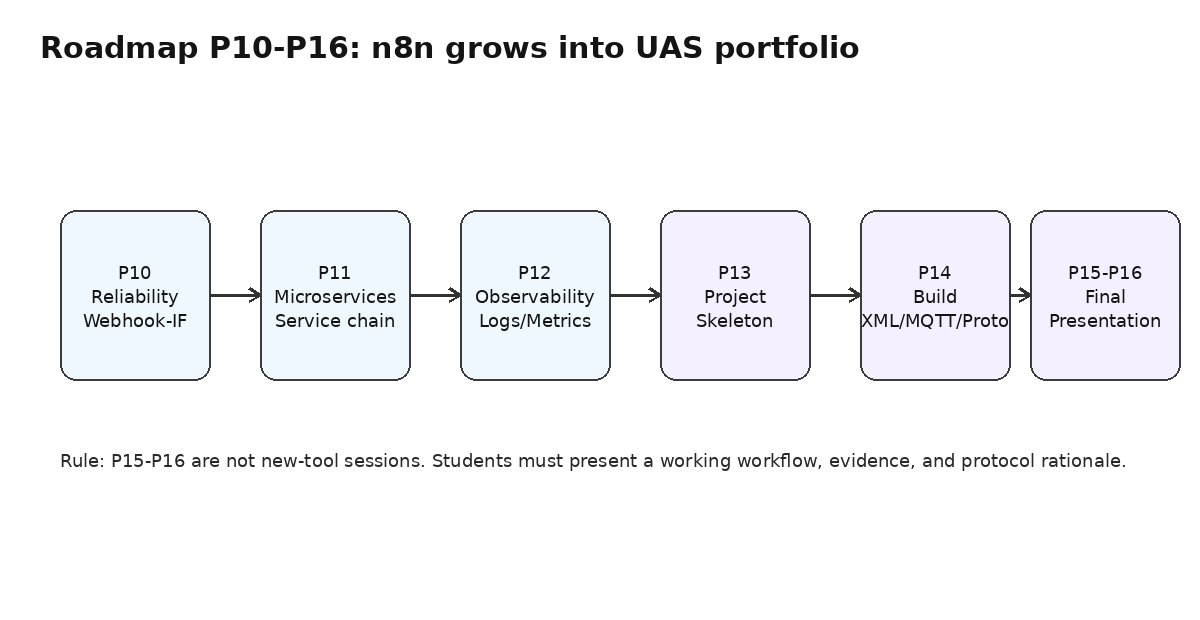 Roadmap P10-P16: n8n grows into UAS portfolio
P10
Reliability
Webhook-IF
P11
Microservices
Service chain
P12
Observability
Logs/Metrics
P13
Project
Skeleton
P14
Build
XML/MQTT/Proto
P15-P16
Final
Presentation
Rule: P15-P16 are not new-tool sessions. Students must present a working workflow, evidence, and protocol rationale.